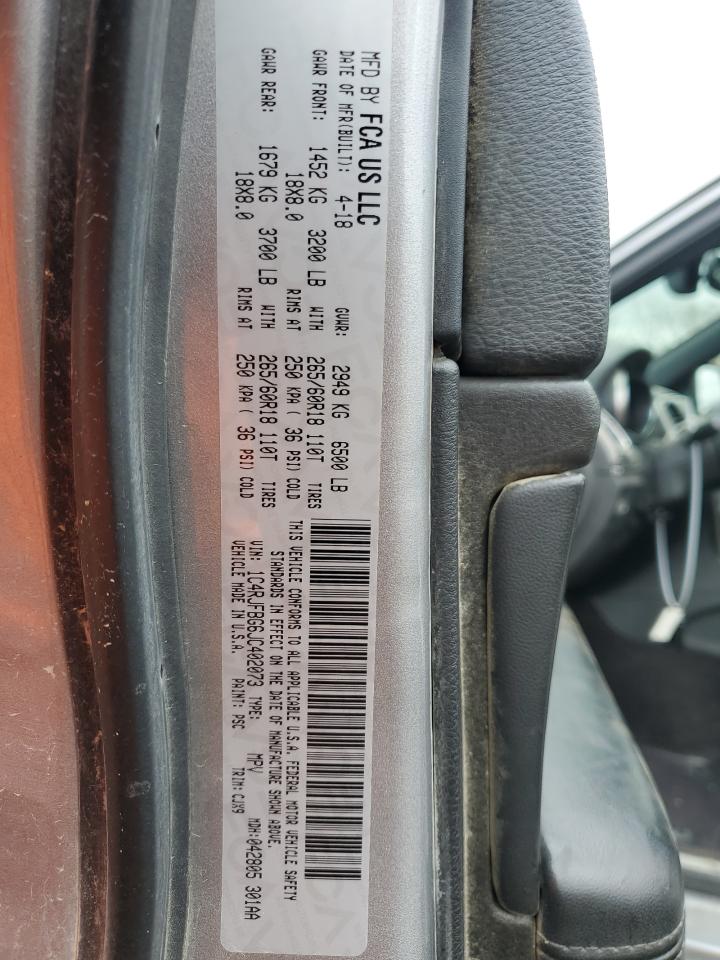 MFD BY FCA US LLC
DATE OF MFR(BUILT): 4-18 GVWR: 2949 KG 6500 LB
GAWR FRONT: 1452 KG 3200 LB WITH 265/60R18 110T TIRES
18X8.0 RIMS AT 250 KPA ( 36 PSI) COLD
GAWR REAR: 1679 KG 3700 LB WITH 265/60R18 110T TIRES
18X8.0 RIMS AT 250 KPA ( 36 PSI) COLD
THIS VEHICLE CONFORMS TO ALL APPLICABLE U.S.A. FEDERAL MOTOR VEHICLE SAFETY
STANDARDS IN EFFECT ON THE DATE OF MANUFACTURE SHOWN ABOVE.
VIN: 1C4RJFBG6JC402073 TYPE: MPV MDH:042805 301AA
VEHICLE MADE IN U.S.A. PAINT: PSC TRIM: CJX9